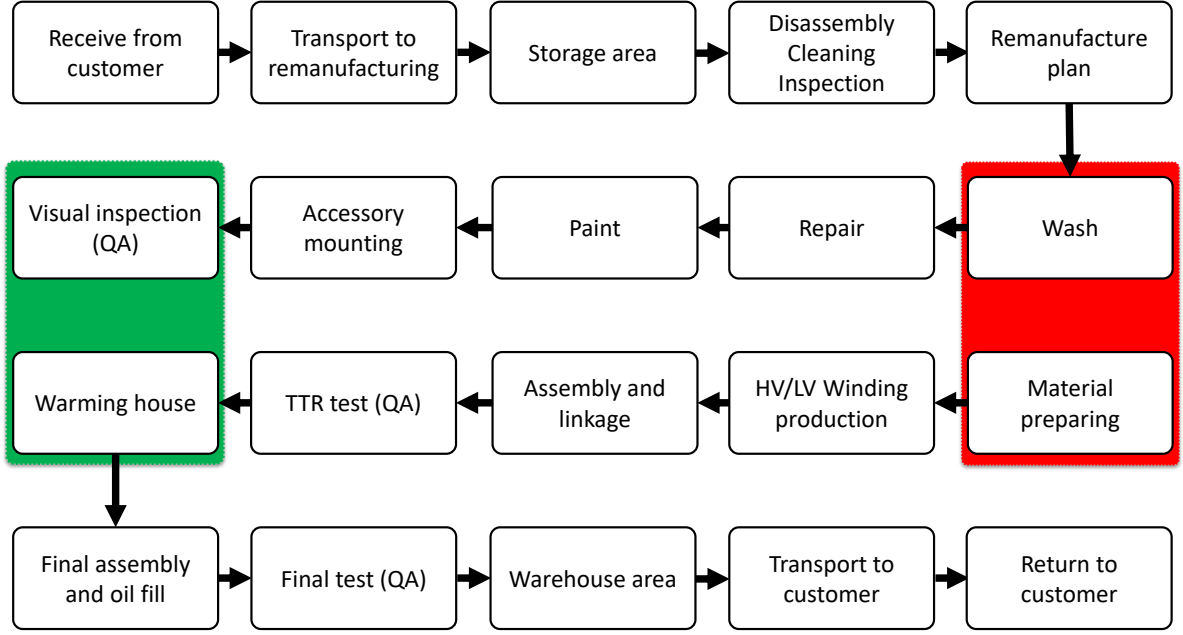 Receive from
customer
Transport to
remanufacturing
Storage area
Disassembly
Cleaning
Inspection
Remanufacture
plan
Visual inspection
(QA)
Accessory
mounting
Paint
Repair
Wash
Warming house
TTR test (QA)
Assembly and
linkage
HV/LV Winding
production
Material
preparing
Final assembly
and oil fill
Final test (QA)
Warehouse area
Transport to
customer
Return to
customer